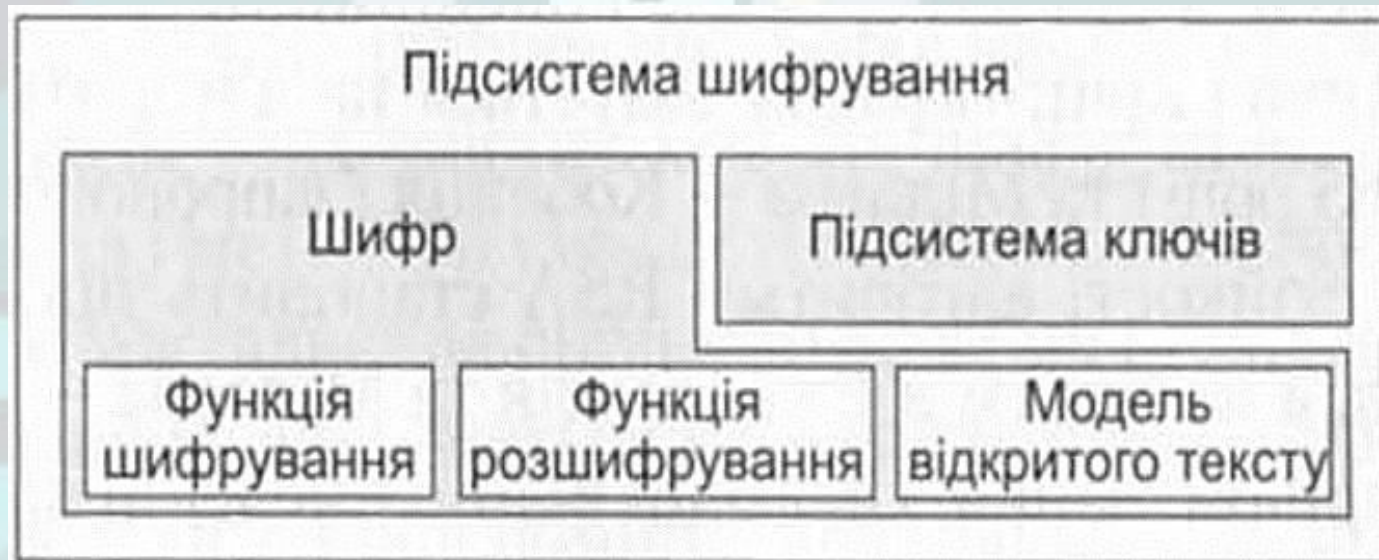 Підсистема шифрування
Шифр
Підсистема ключів
Функція
шифрування
Функція
розшифрування
Модель
відкритого тексту